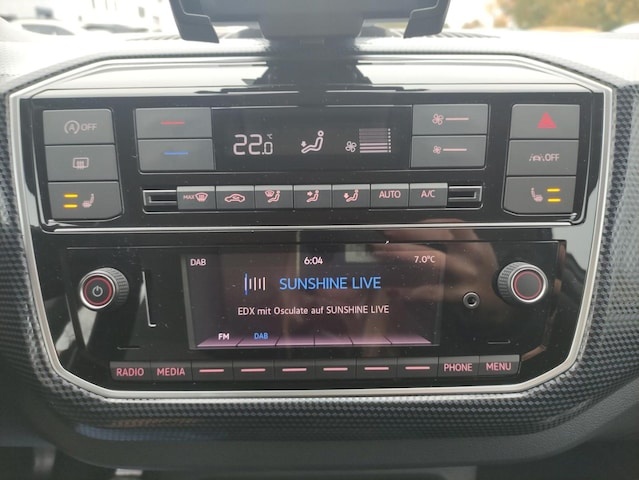 OFF
22.0 °C
OFF
MAX
AUTO
A/C
DAB 6:04 7.0°C
SUNSHINE LIVE
EDX mit Osculate auf SUNSHINE LIVE
FM DAB
RADIO MEDIA PHONE MENU